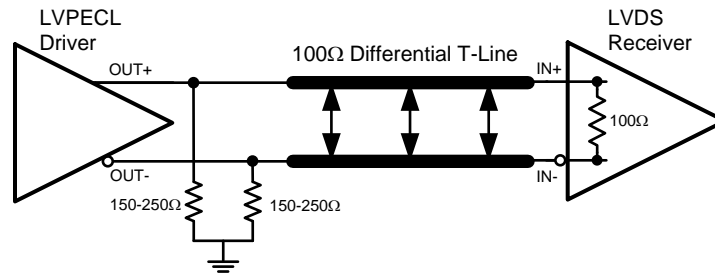 LVPECL
Driver
OUT+
100Ω Differential T-Line
LVDS
Receiver
IN+
100Ω
OUT-
IN-
150-250Ω
150-250Ω